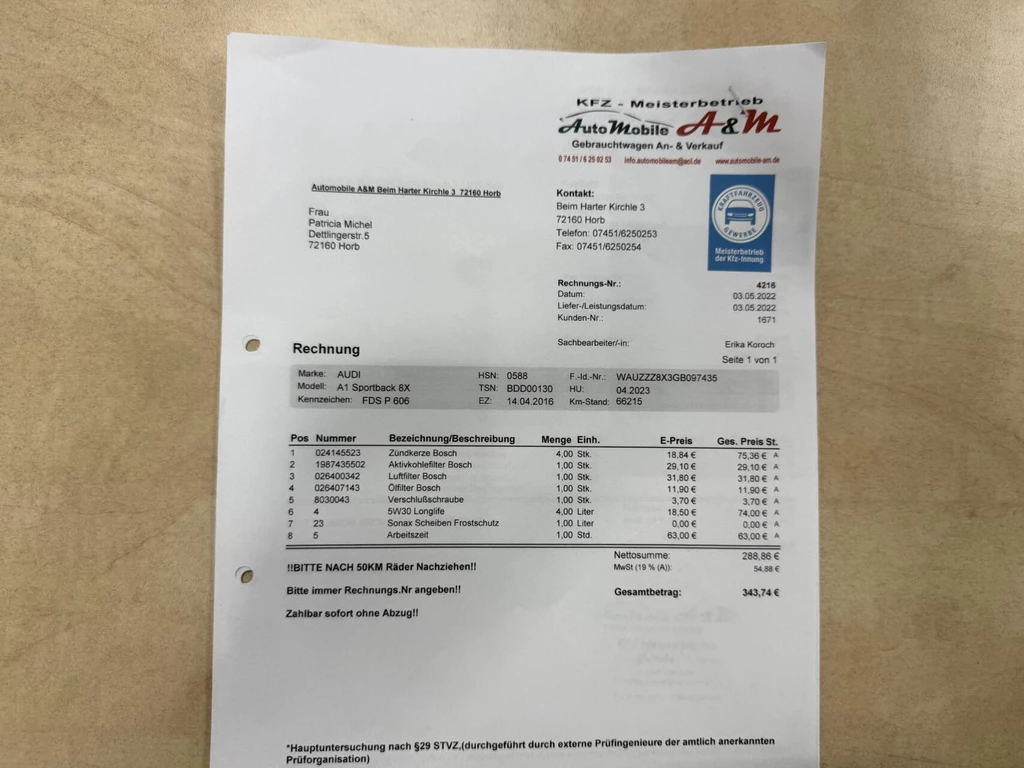 KFZ - Meisterbetrieb
AutoMobile A&M
Gebrauchtwagen An- & Verkauf
0 74 51 / 6 25 02 53 info.automobileam@aol.de www.automobile-am.de
Automobile A&M Beim Harter Kirchle 3 72160 Horb
Frau
Patricia Michel
Dettlingerstr.5
72160 Horb
Kontakt:
Beim Harter Kirchle 3
72160 Horb
Telefon: 07451/6250253
Fax: 07451/6250254
KRAFTFAHRZEUG
GEWERBE
Meisterbetrieb
der Kfz-Innung
Rechnungs-Nr.: 4216
Datum: 03.05.2022
Liefer-/Leistungsdatum: 03.05.2022
Kunden-Nr.: 1671
Sachbearbeiter/-in: Erika Koroch
Seite 1 von 1
Rechnung
Marke: AUDI HSN: 0588 F.-Id.-Nr.: WAUZZZ8X3GB097435
Modell: A1 Sportback 8X TSN: BDD00130 HU: 04.2023
Kennzeichen: FDS P 606 EZ: 14.04.2016 Km-Stand: 66215
Pos Nummer Bezeichnung/Beschreibung Menge Einh. E-Preis Ges. Preis St.
1 024145523 Zündkerze Bosch 4,00 Stk. 18,84 € 75,36 € A
2 1987435502 Aktivkohlefilter Bosch 1,00 Stk. 29,10 € 29,10 € A
3 026400342 Luftfilter Bosch 1,00 Stk. 31,80 € 31,80 € A
4 026407143 Ölfilter Bosch 1,00 Stk. 11,90 € 11,90 € A
5 8030043 Verschlußschraube 1,00 Stk. 3,70 € 3,70 € A
6 4 5W30 Longlife 4,00 Liter 18,50 € 74,00 € A
7 23 Sonax Scheiben Frostschutz 1,00 Liter 0,00 € 0,00 € A
8 5 Arbeitszeit 1,00 Std. 63,00 € 63,00 € A
Nettosumme: 288,86 €
!!BITTE NACH 50KM Räder Nachziehen!! MwSt (19 % (A)): 54,88 €
Bitte immer Rechnungs.Nr angeben!! Gesamtbetrag: 343,74 €
Zahlbar sofort ohne Abzug!!
*Hauptuntersuchung nach §29 STVZ,(durchgeführt durch externe Prüfingenieure der amtlich anerkannten
Prüforganisation)